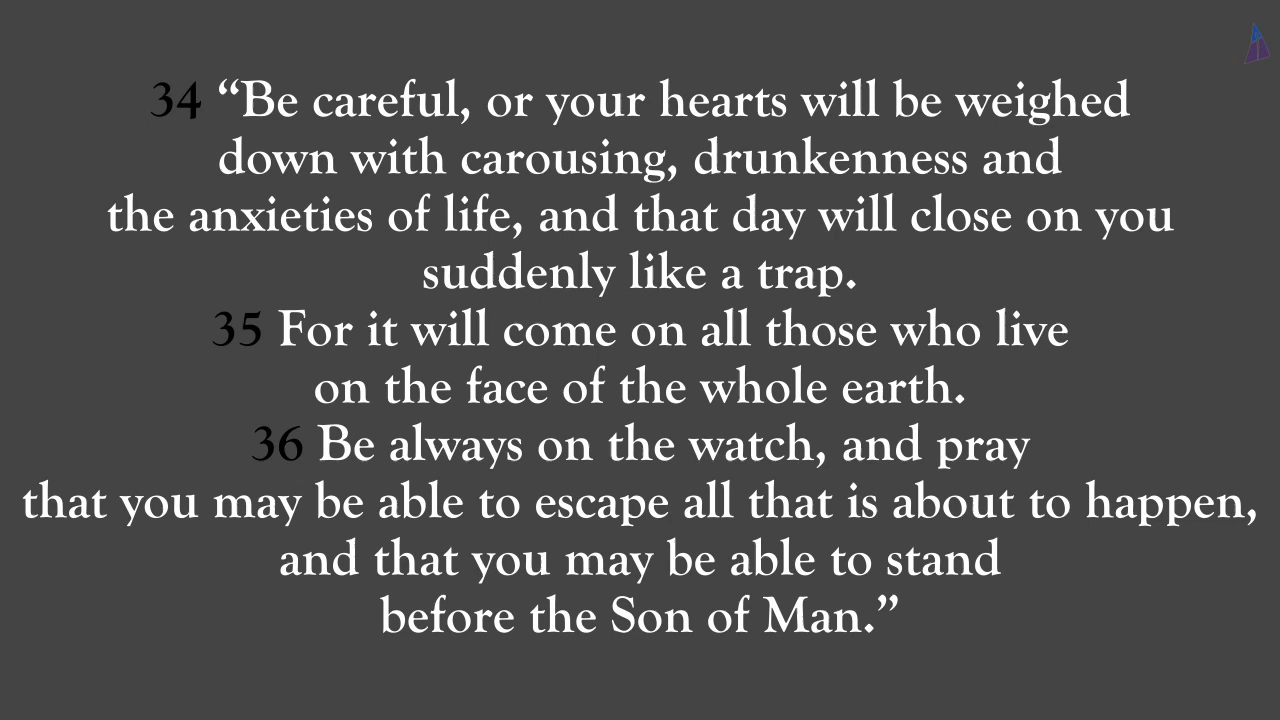 34 “Be careful, or your hearts will be weighed
down with carousing, drunkenness and
the anxieties of life, and that day will close on you
suddenly like a trap.
35 For it will come on all those who live
on the face of the whole earth.
36 Be always on the watch, and pray
that you may be able to escape all that is about to happen,
and that you may be able to stand
before the Son of Man.”